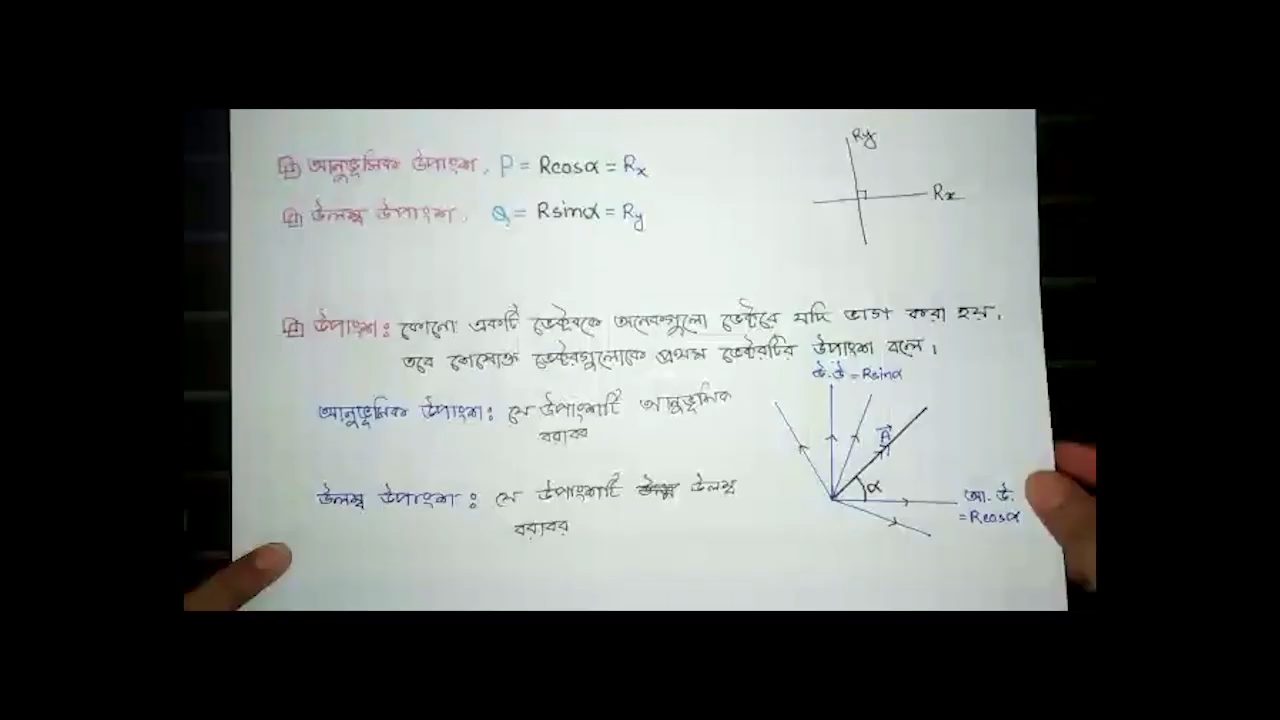 আনুভূমিক উপাংশ, P = Rcosα = Rx
উলম্ব উপাংশ, Q = Rsinα = Ry
Ry
Rx
উপাংশ: কোনো একটি ভেক্টরকে অনেকগুলো ভেক্টরে যদি ভাগ করা হয়,
তবে শেষোক্ত ভেক্টরগুলোকে প্রথম ভেক্টরটির উপাংশ বলে।
আনুভূমিক উপাংশ: যে উপাংশটি আনুভূমিক
বরাবর
উলম্ব উপাংশ: যে উপাংশটি উলম্ব
বরাবর
উ.উ = Rsinα
A
α
আ. উ.
= Rcosα